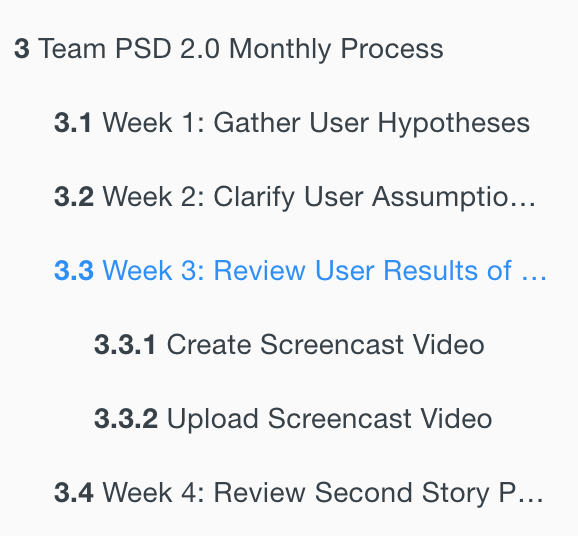 3 Team PSD 2.0 Monthly Process
3.1 Week 1: Gather User Hypotheses
3.2 Week 2: Clarify User Assumptio...
3.3 Week 3: Review User Results of ...
3.3.1 Create Screencast Video
3.3.2 Upload Screencast Video
3.4 Week 4: Review Second Story P...